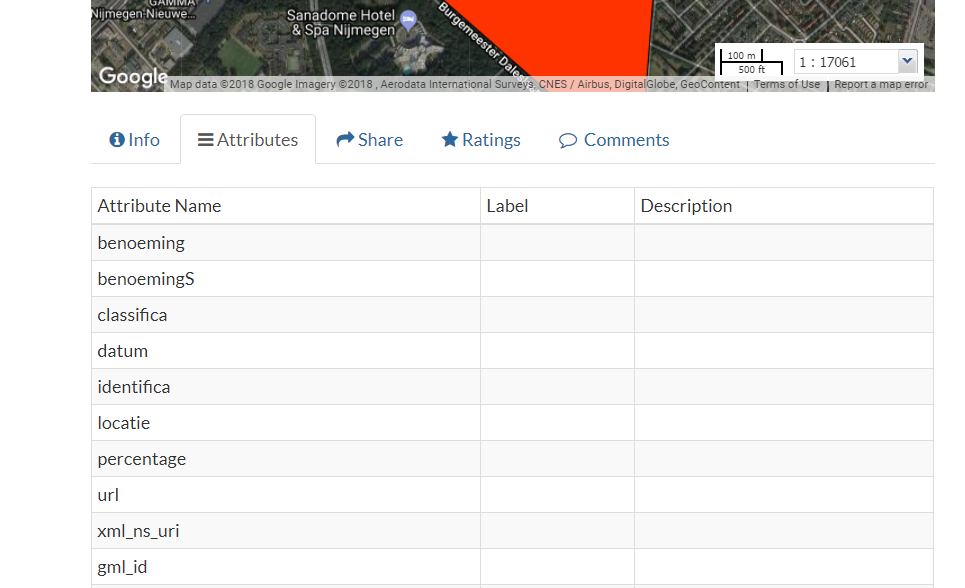 GAMMA
Nijmegen-Nieuwe...
Sanadome Hotel
& Spa Nijmegen
Burgemeester Dales
100 m
500 ft
1 : 17061
Google
Map data ©2018 Google Imagery ©2018 , Aerodata International Surveys, CNES / Airbus, DigitalGlobe, GeoContent
Terms of Use
Report a map error
Info
Attributes
Share
Ratings
Comments
Attribute Name Label Description
benoeming
benoemingS
classifica
datum
identifica
locatie
percentage
url
xml_ns_uri
gml_id